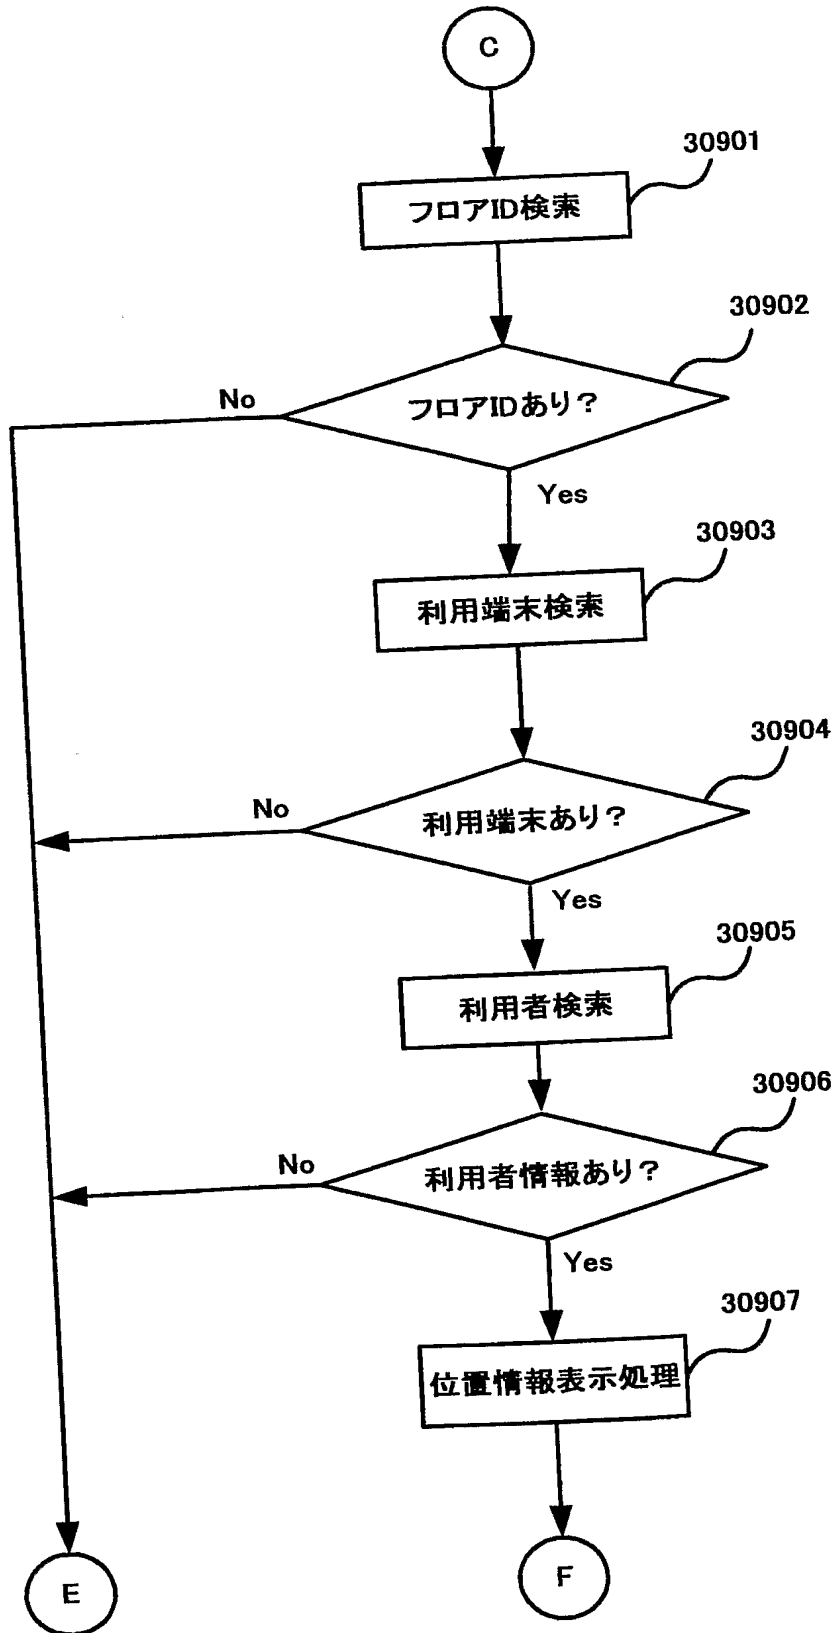 C
30901
フロアID検索
30902
No
フロアIDあり？
Yes
30903
利用端末検索
30904
No
利用端末あり？
Yes
30905
利用者検索
30906
No
利用者情報あり？
Yes
30907
位置情報表示処理
E
F